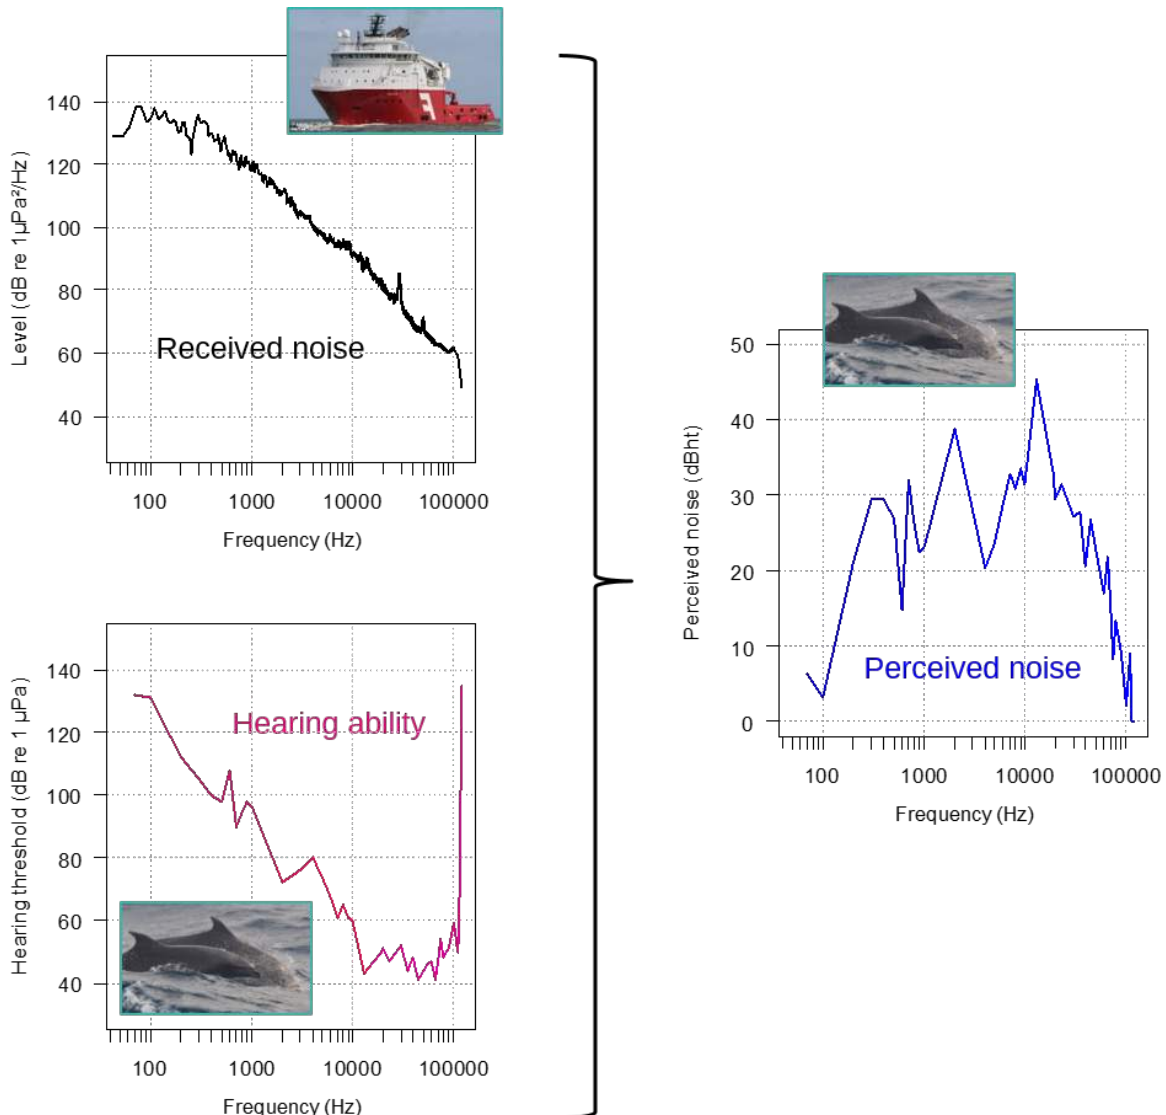 140
120
100
80
60
40
Level (dB re 1µPa²/Hz)
Received noise
100 1000 10000 100000
Frequency (Hz)
140
120
100
80
60
40
Hearing threshold (dB re 1 µPa)
Hearing ability
100 1000 10000 100000
Frequency (Hz)
50
40
30
20
10
0
Perceived noise (dBht)
Perceived noise
100 1000 10000 100000
Frequency (Hz)